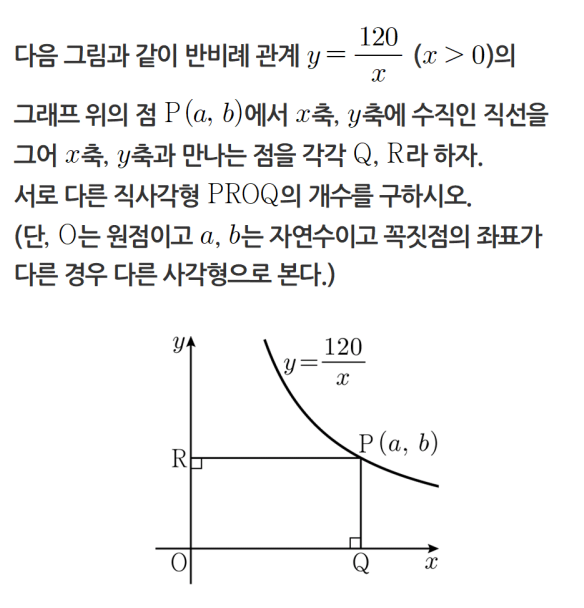 다음 그림과 같이 반비례 관계 y = 120/x (x > 0)의
그래프 위의 점 P(a, b)에서 x축, y축에 수직인 직선을
그어 x축, y축과 만나는 점을 각각 Q, R라 하자.
서로 다른 직사각형 PROQ의 개수를 구하시오.
(단, O는 원점이고 a, b는 자연수이고 꼭짓점의 좌표가
다른 경우 다른 사각형으로 본다.)
y
y = 120/x
P(a, b)
R
O
Q
x